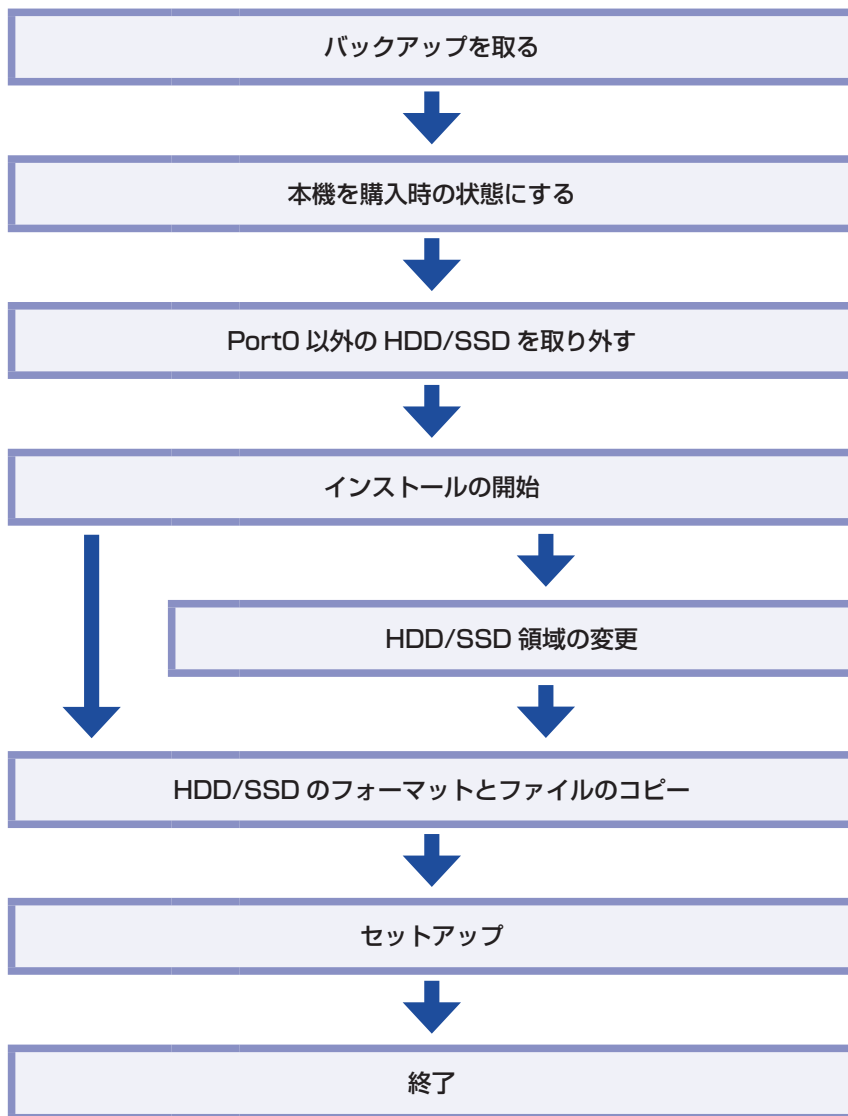 バックアップを取る
本機を購入時の状態にする
Port0 以外の HDD/SSD を取り外す
インストールの開始
HDD/SSD 領域の変更
HDD/SSD のフォーマットとファイルのコピー
セットアップ
終了